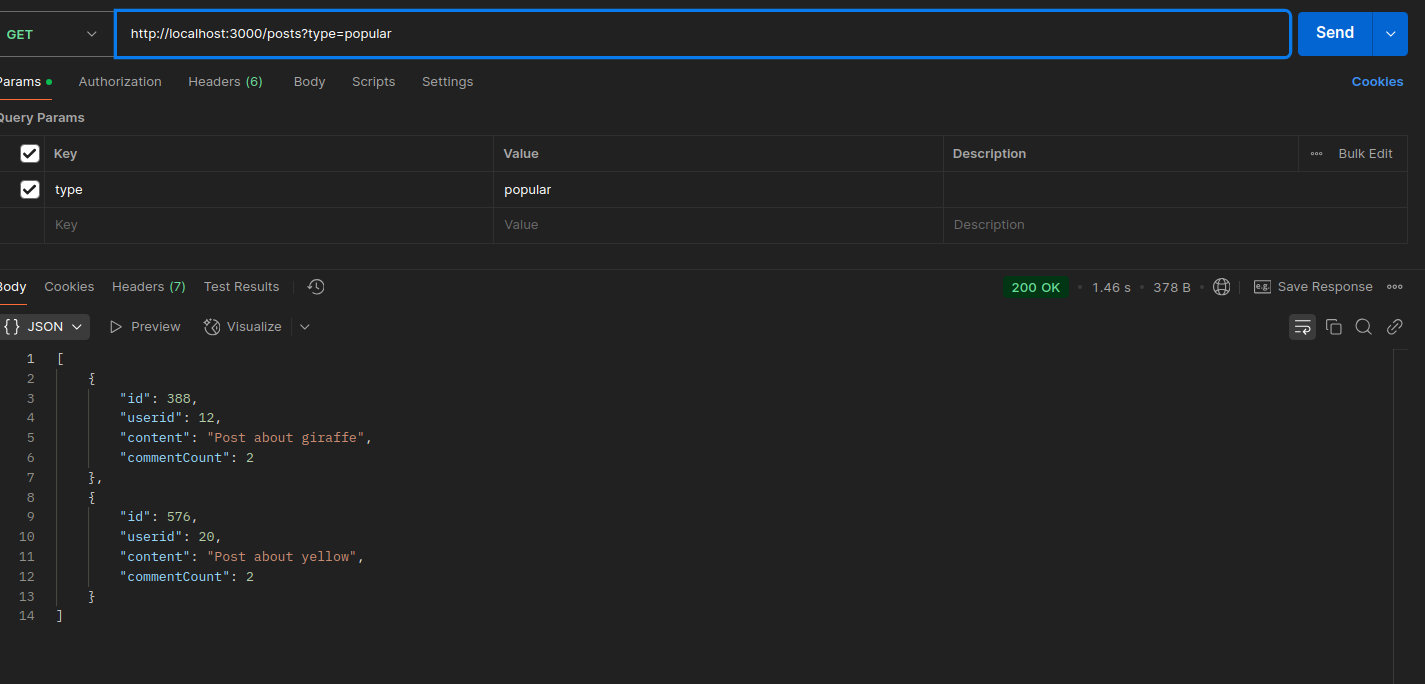 GET http://localhost:3000/posts?type=popular Send
Params Authorization Headers (6) Body Scripts Settings Cookies
Query Params
Key Value Description Bulk Edit
type popular
Key Value Description
Body Cookies Headers (7) Test Results 200 OK • 1.46 s • 378 B • e.g. Save Response
{} JSON Preview Visualize
1 [
2 {
3 "id": 388,
4 "userid": 12,
5 "content": "Post about giraffe",
6 "commentCount": 2
7 },
8 {
9 "id": 576,
10 "userid": 20,
11 "content": "Post about yellow",
12 "commentCount": 2
13 }
14 ]